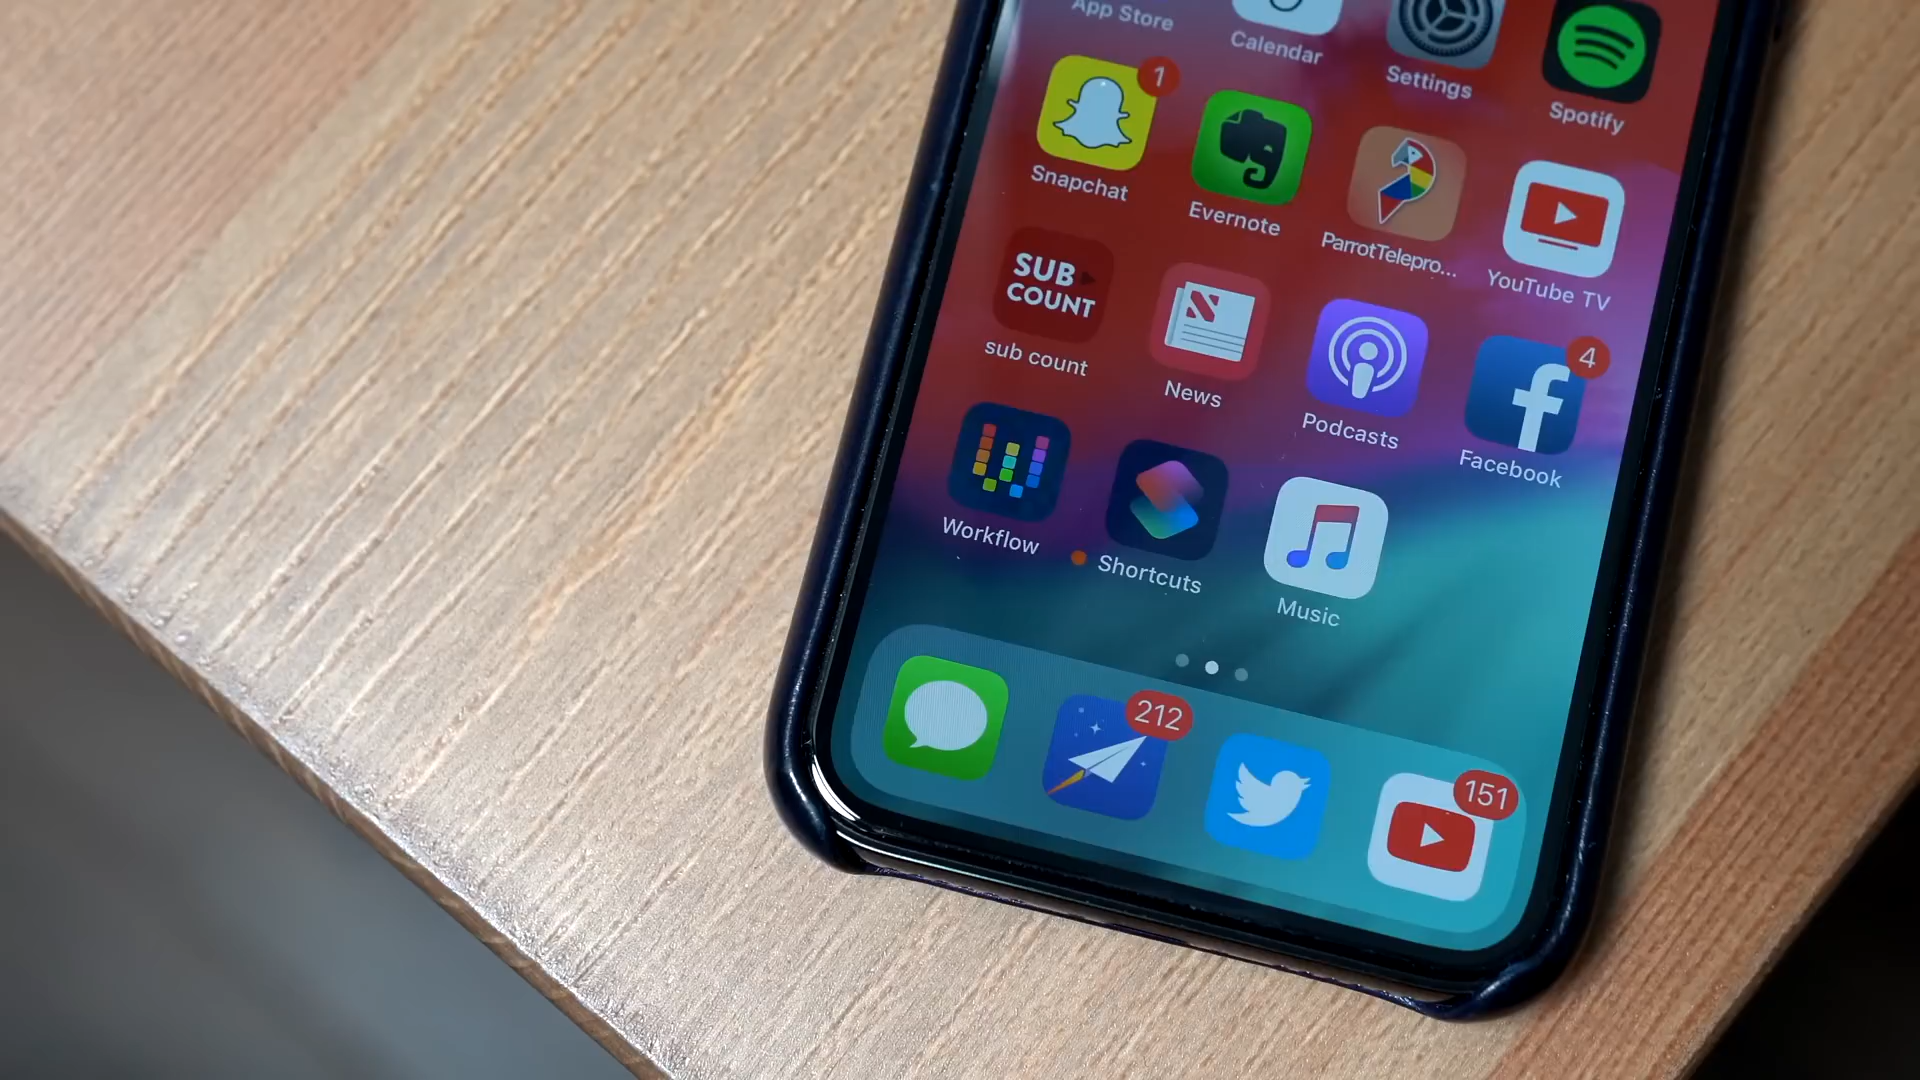 App Store
Calendar
Settings
Spotify
1
Snapchat
Evernote
ParrotTelepro...
YouTube TV
SUB
COUNT
sub count
News
Podcasts
4
Facebook
Workflow
Shortcuts
Music
212
151